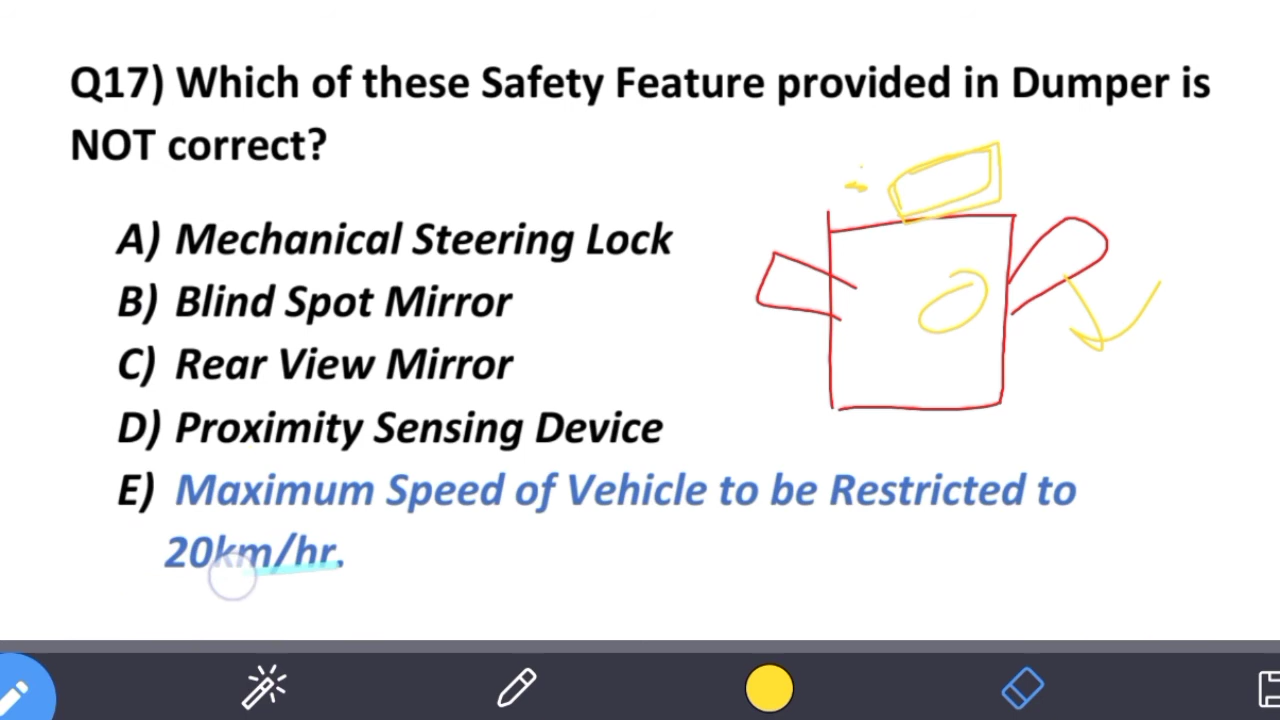 Q17) Which of these Safety Feature provided in Dumper is
NOT correct?
A) Mechanical Steering Lock
B) Blind Spot Mirror
C) Rear View Mirror
D) Proximity Sensing Device
E) Maximum Speed of Vehicle to be Restricted to
20km/hr.